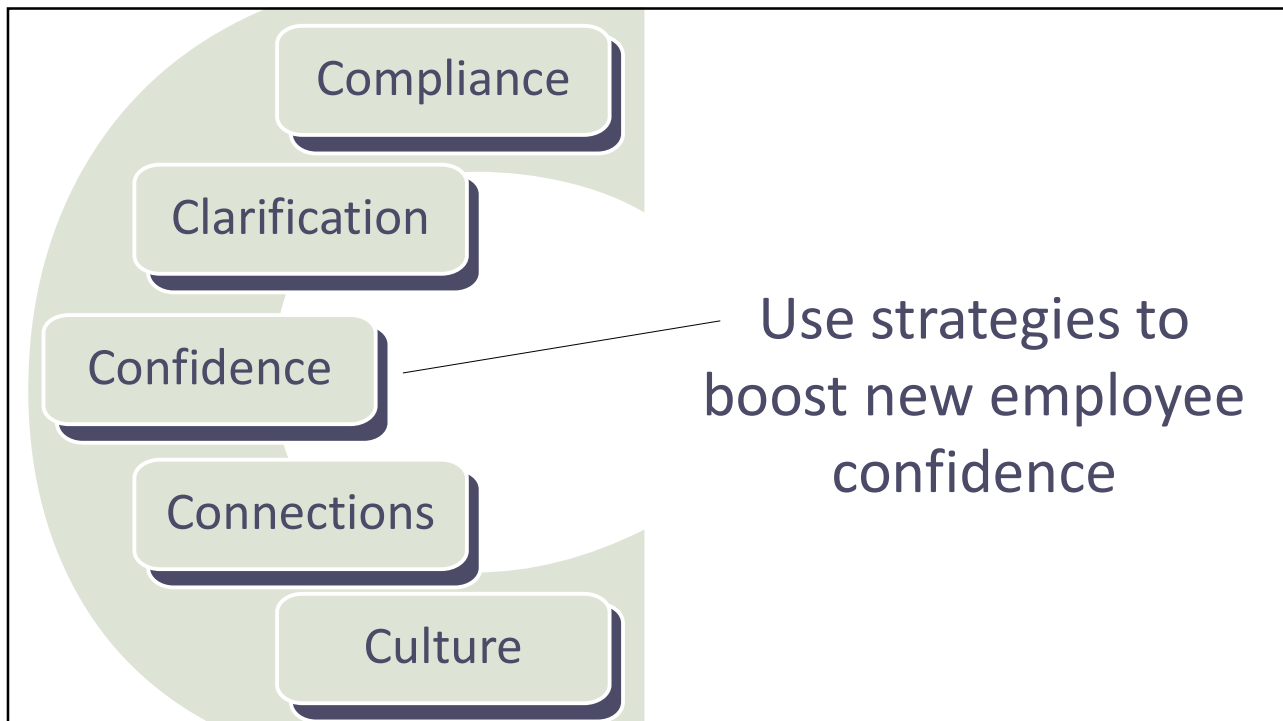 Compliance
Clarification
Confidence
Connections
Culture
Use strategies to
boost new employee
confidence